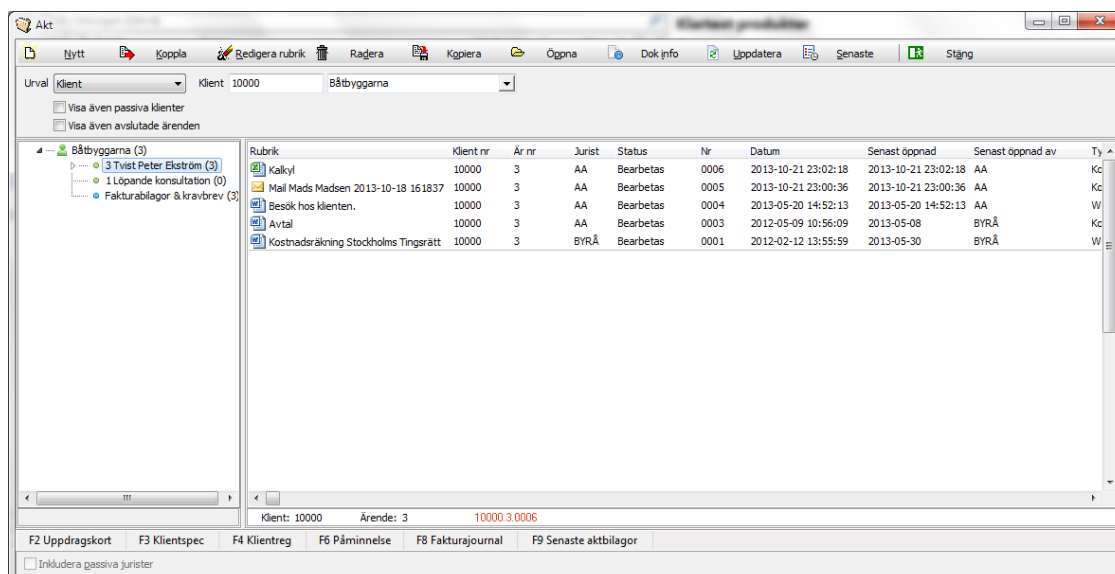 Akt
Nytt Koppla Redigera rubrik Radera Kopiera Öppna Dok info Uppdatera Senaste Stäng
Urval Klient Klient 10000 Båtbyggarna
Visa även passiva klienter
Visa även avslutade ärenden
Båtbyggarna (3)
3 Tvist Peter Ekström (3)
1 Löpande konsultation (0)
Fakturabilagor & kravbrev (3)
Rubrik Klient nr Är nr Jurist Status Nr Datum Senast öppnad Senast öppnad av Ty
Kalkyl 10000 3 AA Bearbetas 0006 2013-10-21 23:02:18 2013-10-21 23:02:18 AA Kc
Mail Mads Madsen 2013-10-18 161837 10000 3 AA Bearbetas 0005 2013-10-21 23:00:36 2013-10-21 23:00:36 AA Kc
Besök hos klienten. 10000 3 AA Bearbetas 0004 2013-05-20 14:52:13 2013-05-20 14:52:13 AA W
Avtal 10000 3 AA Bearbetas 0003 2012-05-09 10:56:09 2013-05-08 BYRÅ Kc
Kostnadsräkning Stockholms Tingsrätt 10000 3 BYRÅ Bearbetas 0001 2012-02-12 13:55:59 2013-05-30 BYRÅ W
Klient: 10000 Ärende: 3 10000.3.0006
F2 Uppdragskort F3 Klientspec F4 Klientreg F6 Påminnelse F8 Fakturajournal F9 Senaste aktbilagor
Inkludera passiva jurister